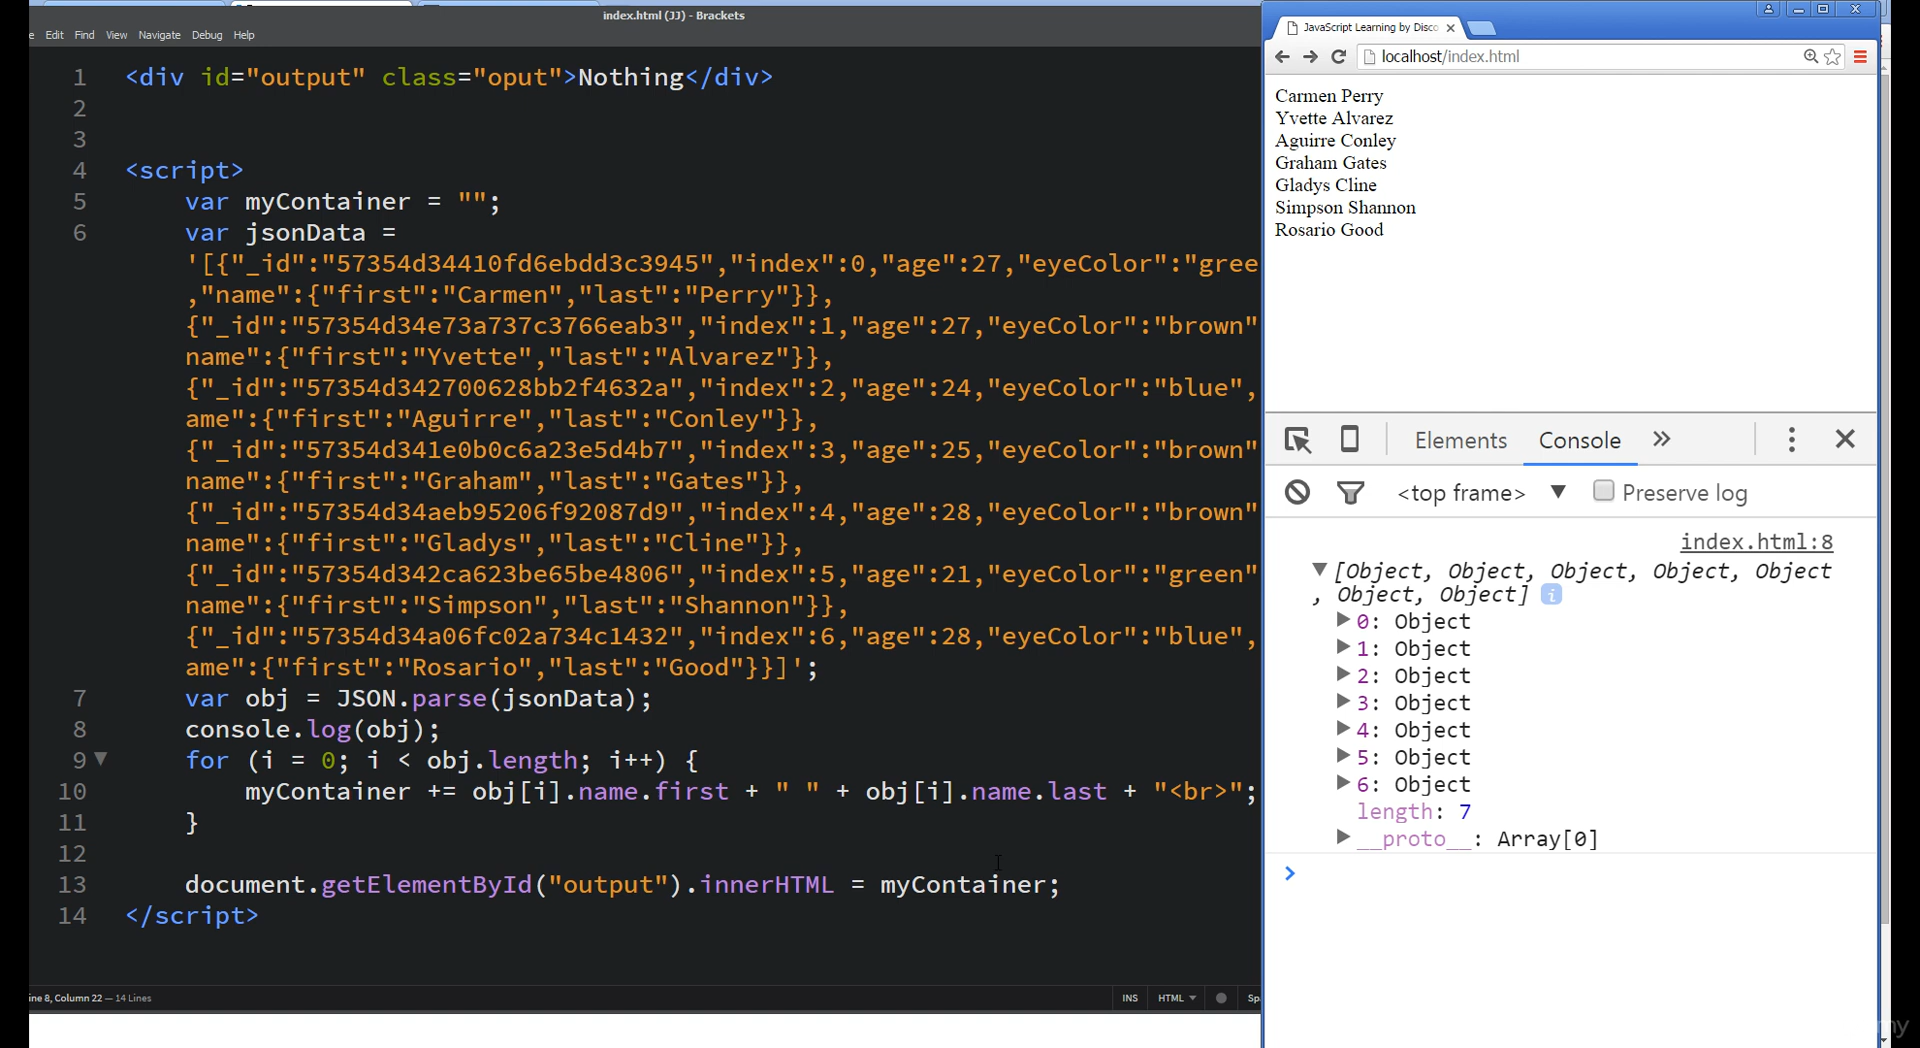 index.html (JJ) - Brackets
Edit Find View Navigate Debug Help
1 <div id="output" class="oput">Nothing</div>
2
3
4 <script>
5 var myContainer = "";
6 var jsonData =
'[{"_id":"57354d34410fd6ebdd3c3945","index":0,"age":27,"eyeColor":"gree
,"name":{"first":"Carmen","last":"Perry"}},
{"_id":"57354d34e73a737c3766eab3","index":1,"age":27,"eyeColor":"brown"
name":{"first":"Yvette","last":"Alvarez"}},
{"_id":"57354d342700628bb2f4632a","index":2,"age":24,"eyeColor":"blue",
ame":{"first":"Aguirre","last":"Conley"}},
{"_id":"57354d341e0b0c6a23e5d4b7","index":3,"age":25,"eyeColor":"brown"
name":{"first":"Graham","last":"Gates"}},
{"_id":"57354d34aeb95206f92087d9","index":4,"age":28,"eyeColor":"brown"
name":{"first":"Gladys","last":"Cline"}},
{"_id":"57354d342ca623be65be4806","index":5,"age":21,"eyeColor":"green"
name":{"first":"Simpson","last":"Shannon"}},
{"_id":"57354d34a06fc02a734c1432","index":6,"age":28,"eyeColor":"blue",
ame":{"first":"Rosario","last":"Good"}}]';
7 var obj = JSON.parse(jsonData);
8 console.log(obj);
9 for (i = 0; i < obj.length; i++) {
10 myContainer += obj[i].name.first + " " + obj[i].name.last + "<br>";
11 }
12
13 document.getElementById("output").innerHTML = myContainer;
14 </script>
ine 8, Column 22 — 14 Lines
INS HTML Sp
JavaScript Learning by Disco
localhost/index.html
Carmen Perry
Yvette Alvarez
Aguirre Conley
Graham Gates
Gladys Cline
Simpson Shannon
Rosario Good
Elements Console »
<top frame> Preserve log
index.html:8
[Object, Object, Object, Object, Object
, Object, Object]
0: Object
1: Object
2: Object
3: Object
4: Object
5: Object
6: Object
length: 7
__proto__: Array[0]